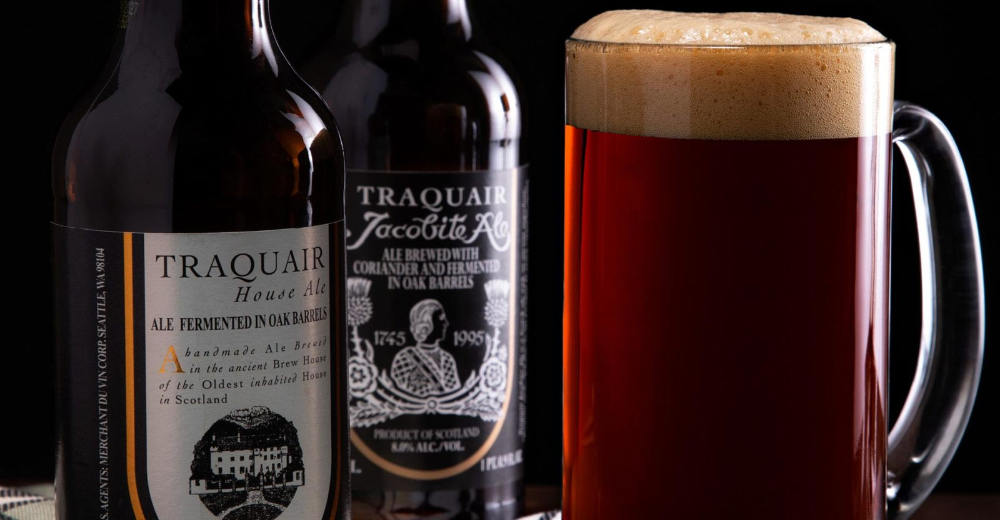 TRAQUAIR
House Ale
ALE FERMENTED IN OAK BARRELS
A handmade Ale Brewed
in the ancient Brew House
of the Oldest inhabited House
in Scotland
S. AGENTS: MERCHANT DU VIN CORP. SEATTLE, WA 98104
TRAQUAIR
Jacobite Ale
ALE BREWED WITH
CORIANDER AND FERMENTED
IN OAK BARRELS
1745 1995
PRODUCT OF SCOTLAND
8.0% ALC./VOL.
L.
1 PT.